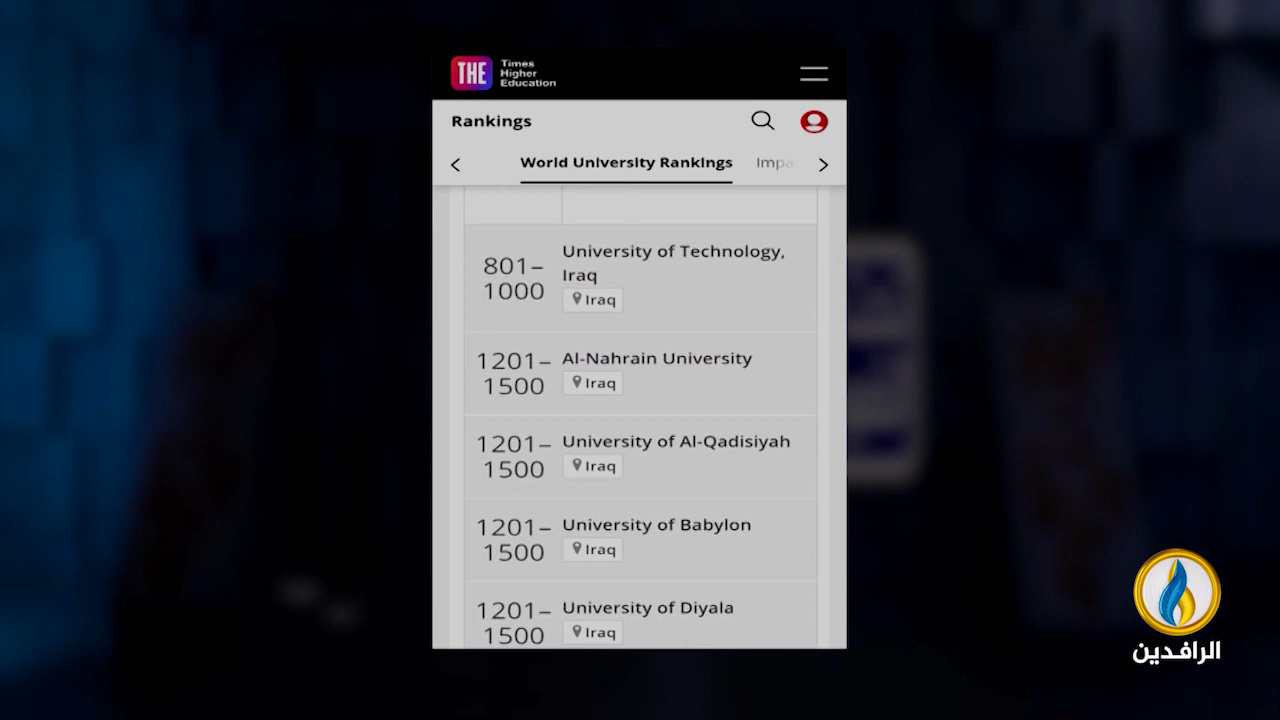 THE
Times
Higher
Education
Rankings
World University Rankings
Impa
801–
1000
University of Technology,
Iraq
Iraq
1201–
1500
Al-Nahrain University
Iraq
1201–
1500
University of Al-Qadisiyah
Iraq
1201–
1500
University of Babylon
Iraq
1201–
1500
University of Diyala
Iraq
الرافدين